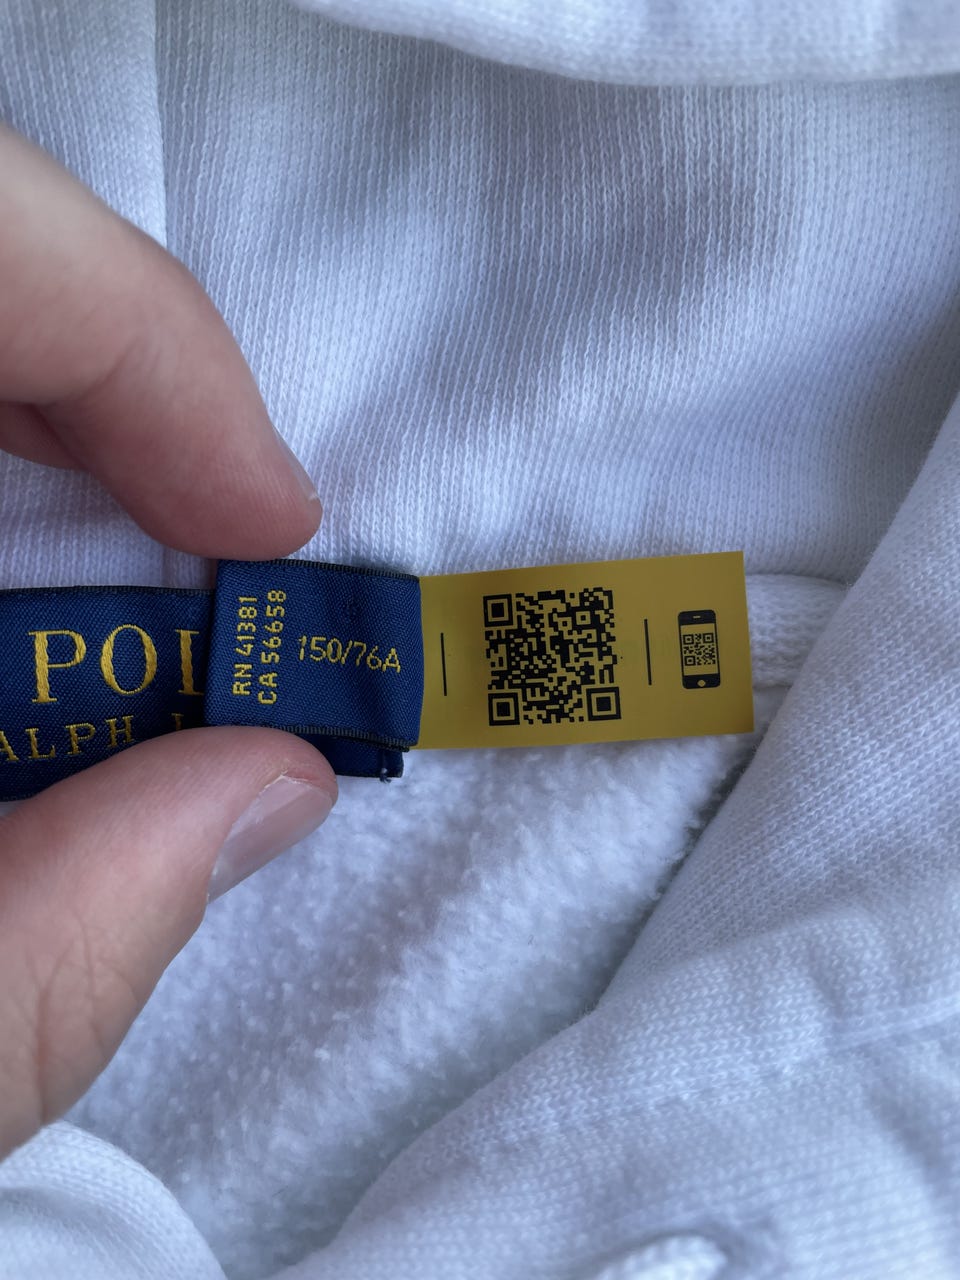 POL
ALPH L
RN 41381
CA 56658
150/76A